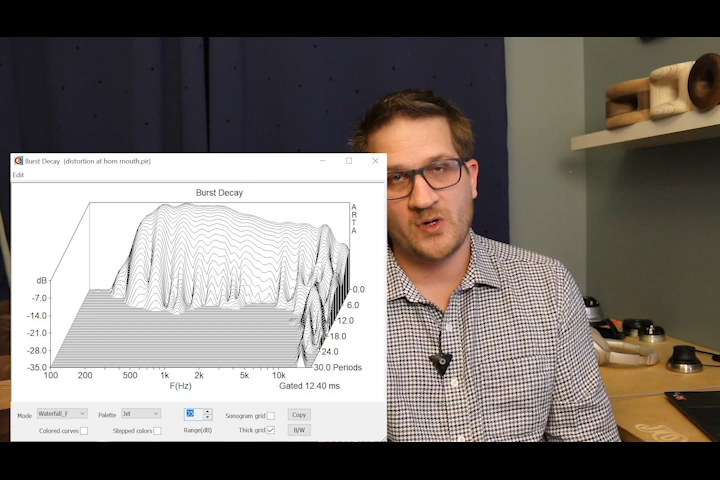 Burst Decay (distortion at horn mouth.pir)
Edit
Burst Decay
A
R
T
A
dB
-7.0
-14.0
-21.0
-28.0
-35.0
0.0
6.0
12.0
18.0
24.0
30.0 Periods
100 200 500 1k 2k 5k 10k
F(Hz)
Gated 12.40 ms
Mode Waterfall_F Palette Jet 35 Sonogram grid Copy
Colored curves Stepped colors Range(dB) Thick grid B/W